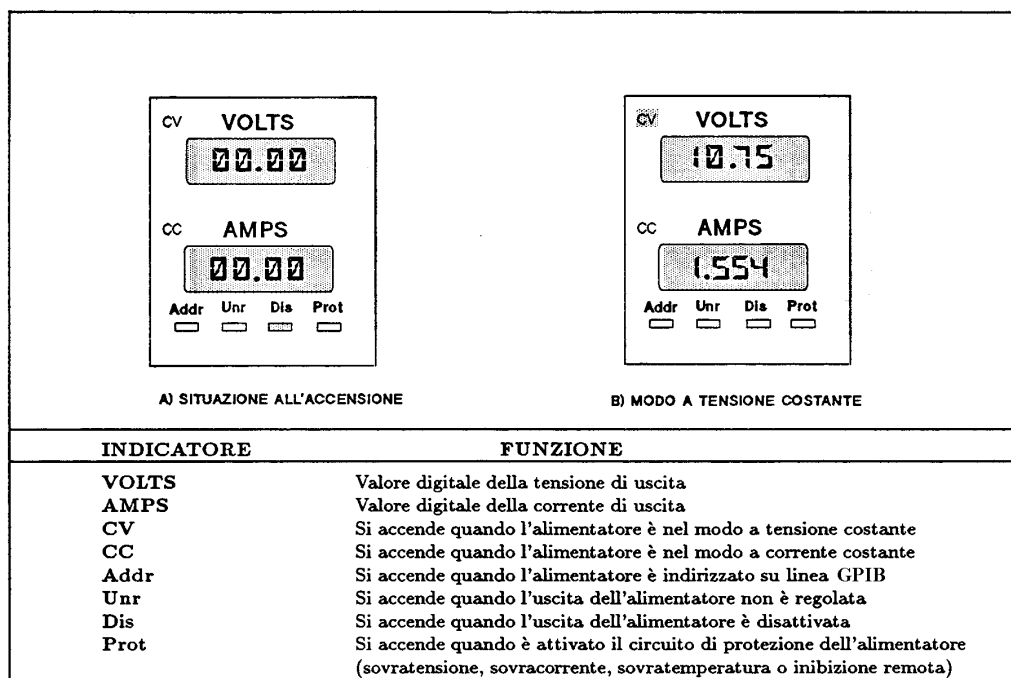 CV VOLTS
00.00
CC AMPS
00.00
Addr Unr Dis Prot
A) SITUAZIONE ALL'ACCENSIONE
CV VOLTS
10.75
CC AMPS
1.554
Addr Unr Dis Prot
B) MODO A TENSIONE COSTANTE
INDICATORE FUNZIONE
VOLTS Valore digitale della tensione di uscita
AMPS Valore digitale della corrente di uscita
CV Si accende quando l'alimentatore è nel modo a tensione costante
CC Si accende quando l'alimentatore è nel modo a corrente costante
Addr Si accende quando l'alimentatore è indirizzato su linea GPIB
Unr Si accende quando l'uscita dell'alimentatore non è regolata
Dis Si accende quando l'uscita dell'alimentatore è disattivata
Prot Si accende quando è attivato il circuito di protezione dell'alimentatore
(sovratensione, sovracorrente, sovratemperatura o inibizione remota)